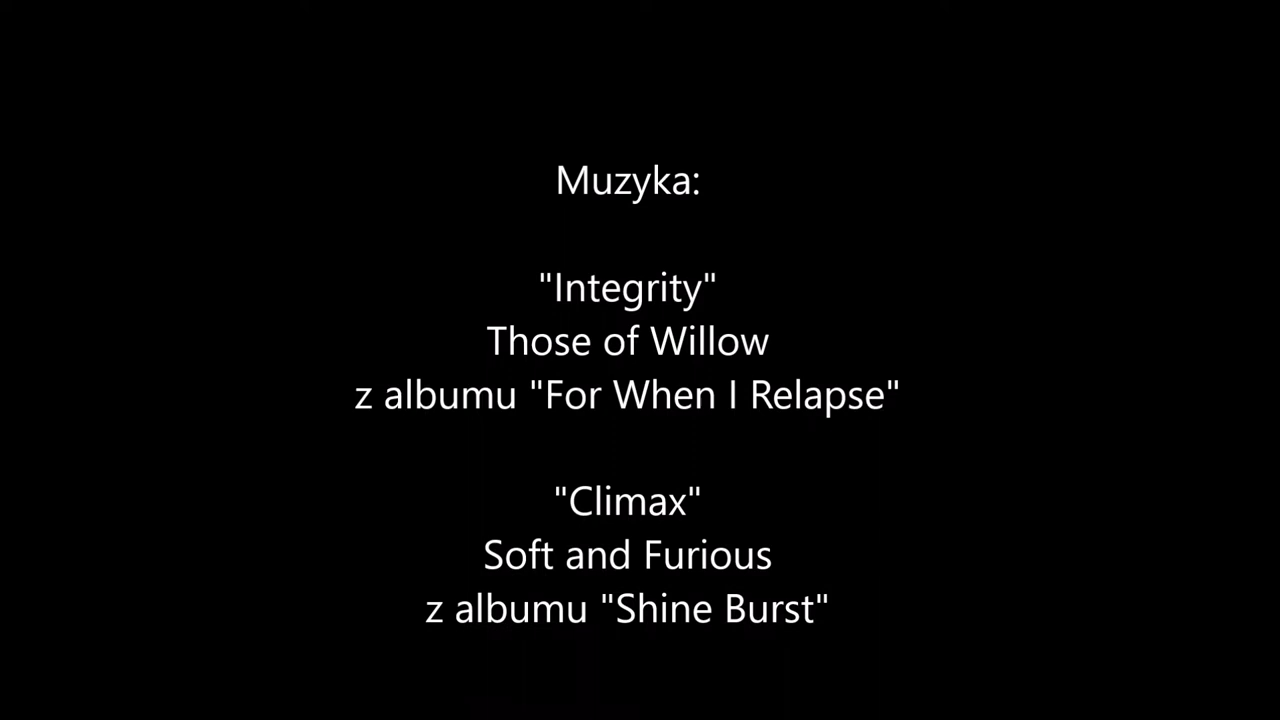 Muzyka:
"Integrity"
Those of Willow
z albumu "For When I Relapse"
"Climax"
Soft and Furious
z albumu "Shine Burst"